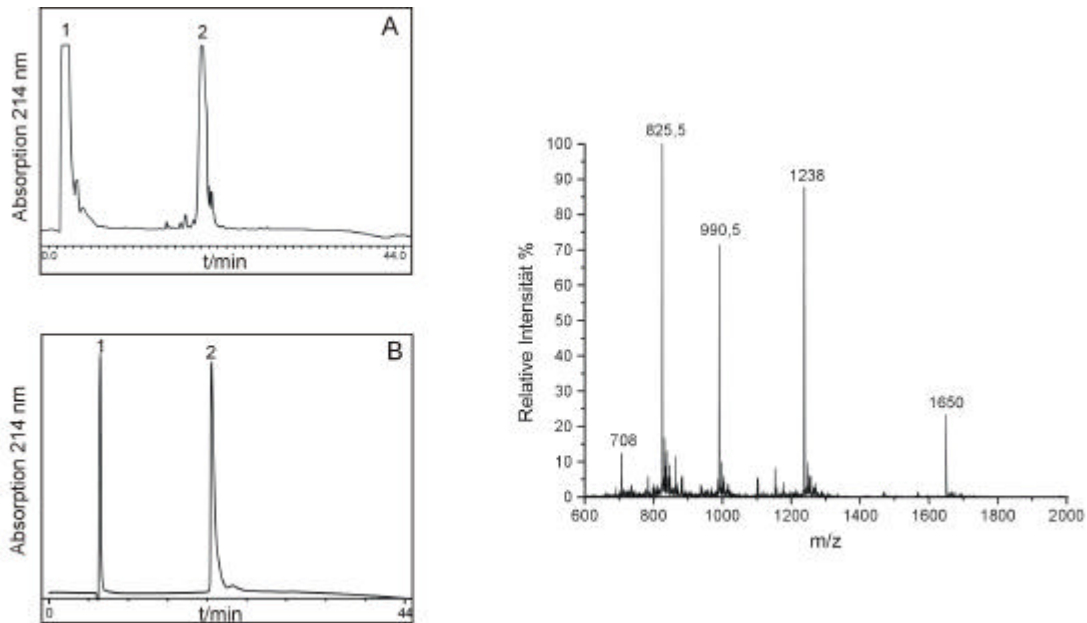 1
2
A
Absorption 214 nm
0.0
t/min
44.0
1
2
B
Absorption 214 nm
0
t/min
44
825,5
1238
990,5
1650
708
Relative Intensität %
100
90
80
70
60
50
40
30
20
10
0
600 800 1000 1200 1400 1600 1800 2000
m/z